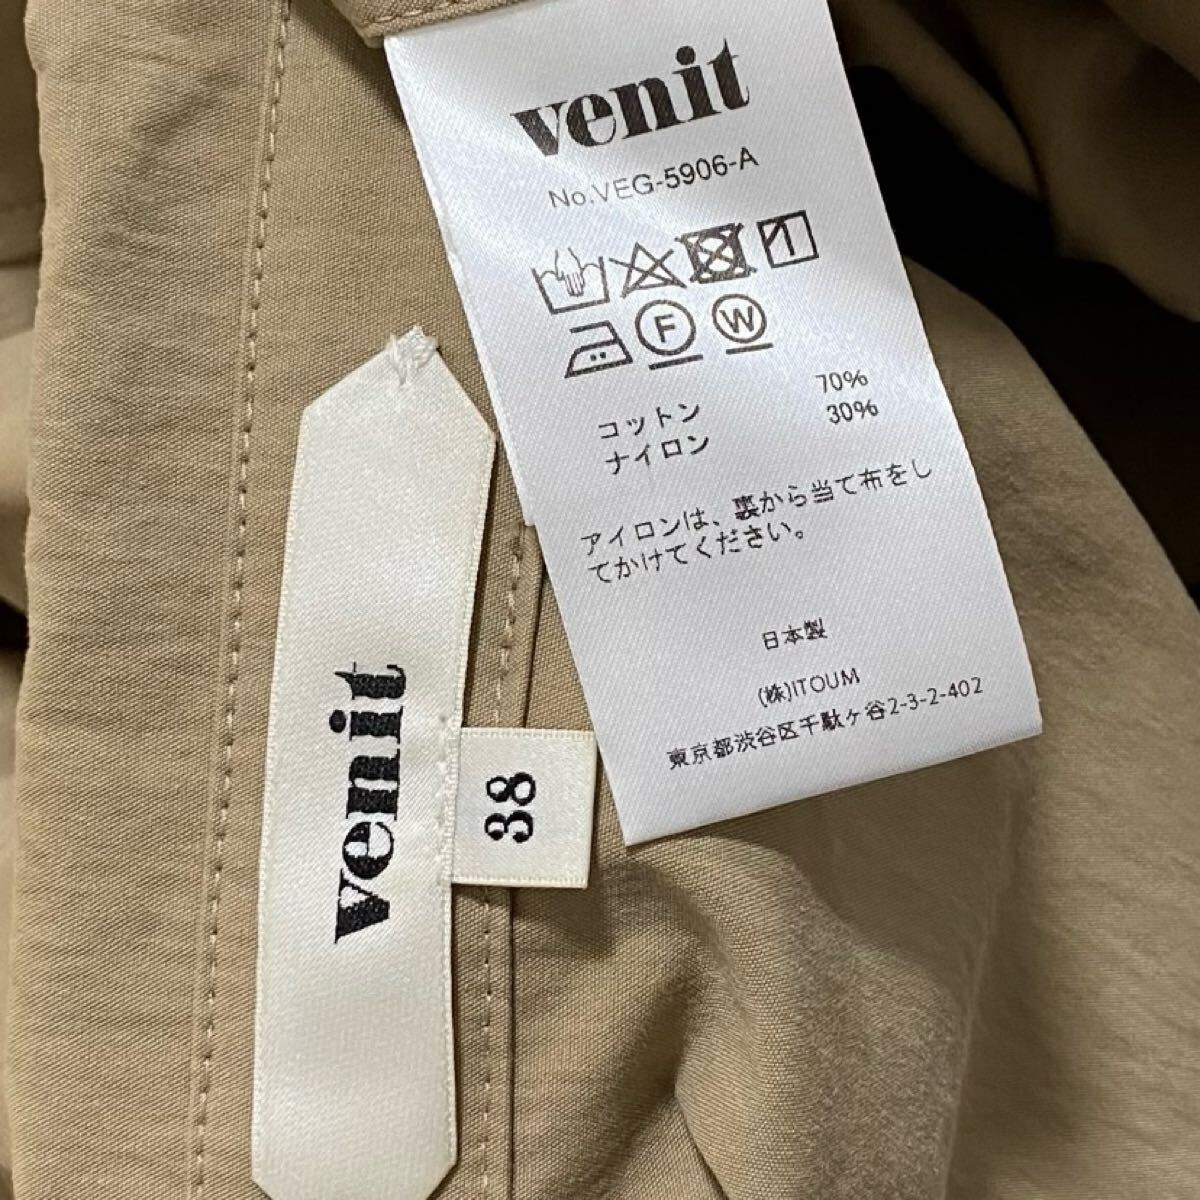 venit
No.VEG-5906-A
F
W
コットン 70%
ナイロン 30%
アイロンは、裏から当て布をし
てかけてください。
日本製
(株)ITOUM
東京都渋谷区千駄ヶ谷2-3-2-402
venit
38